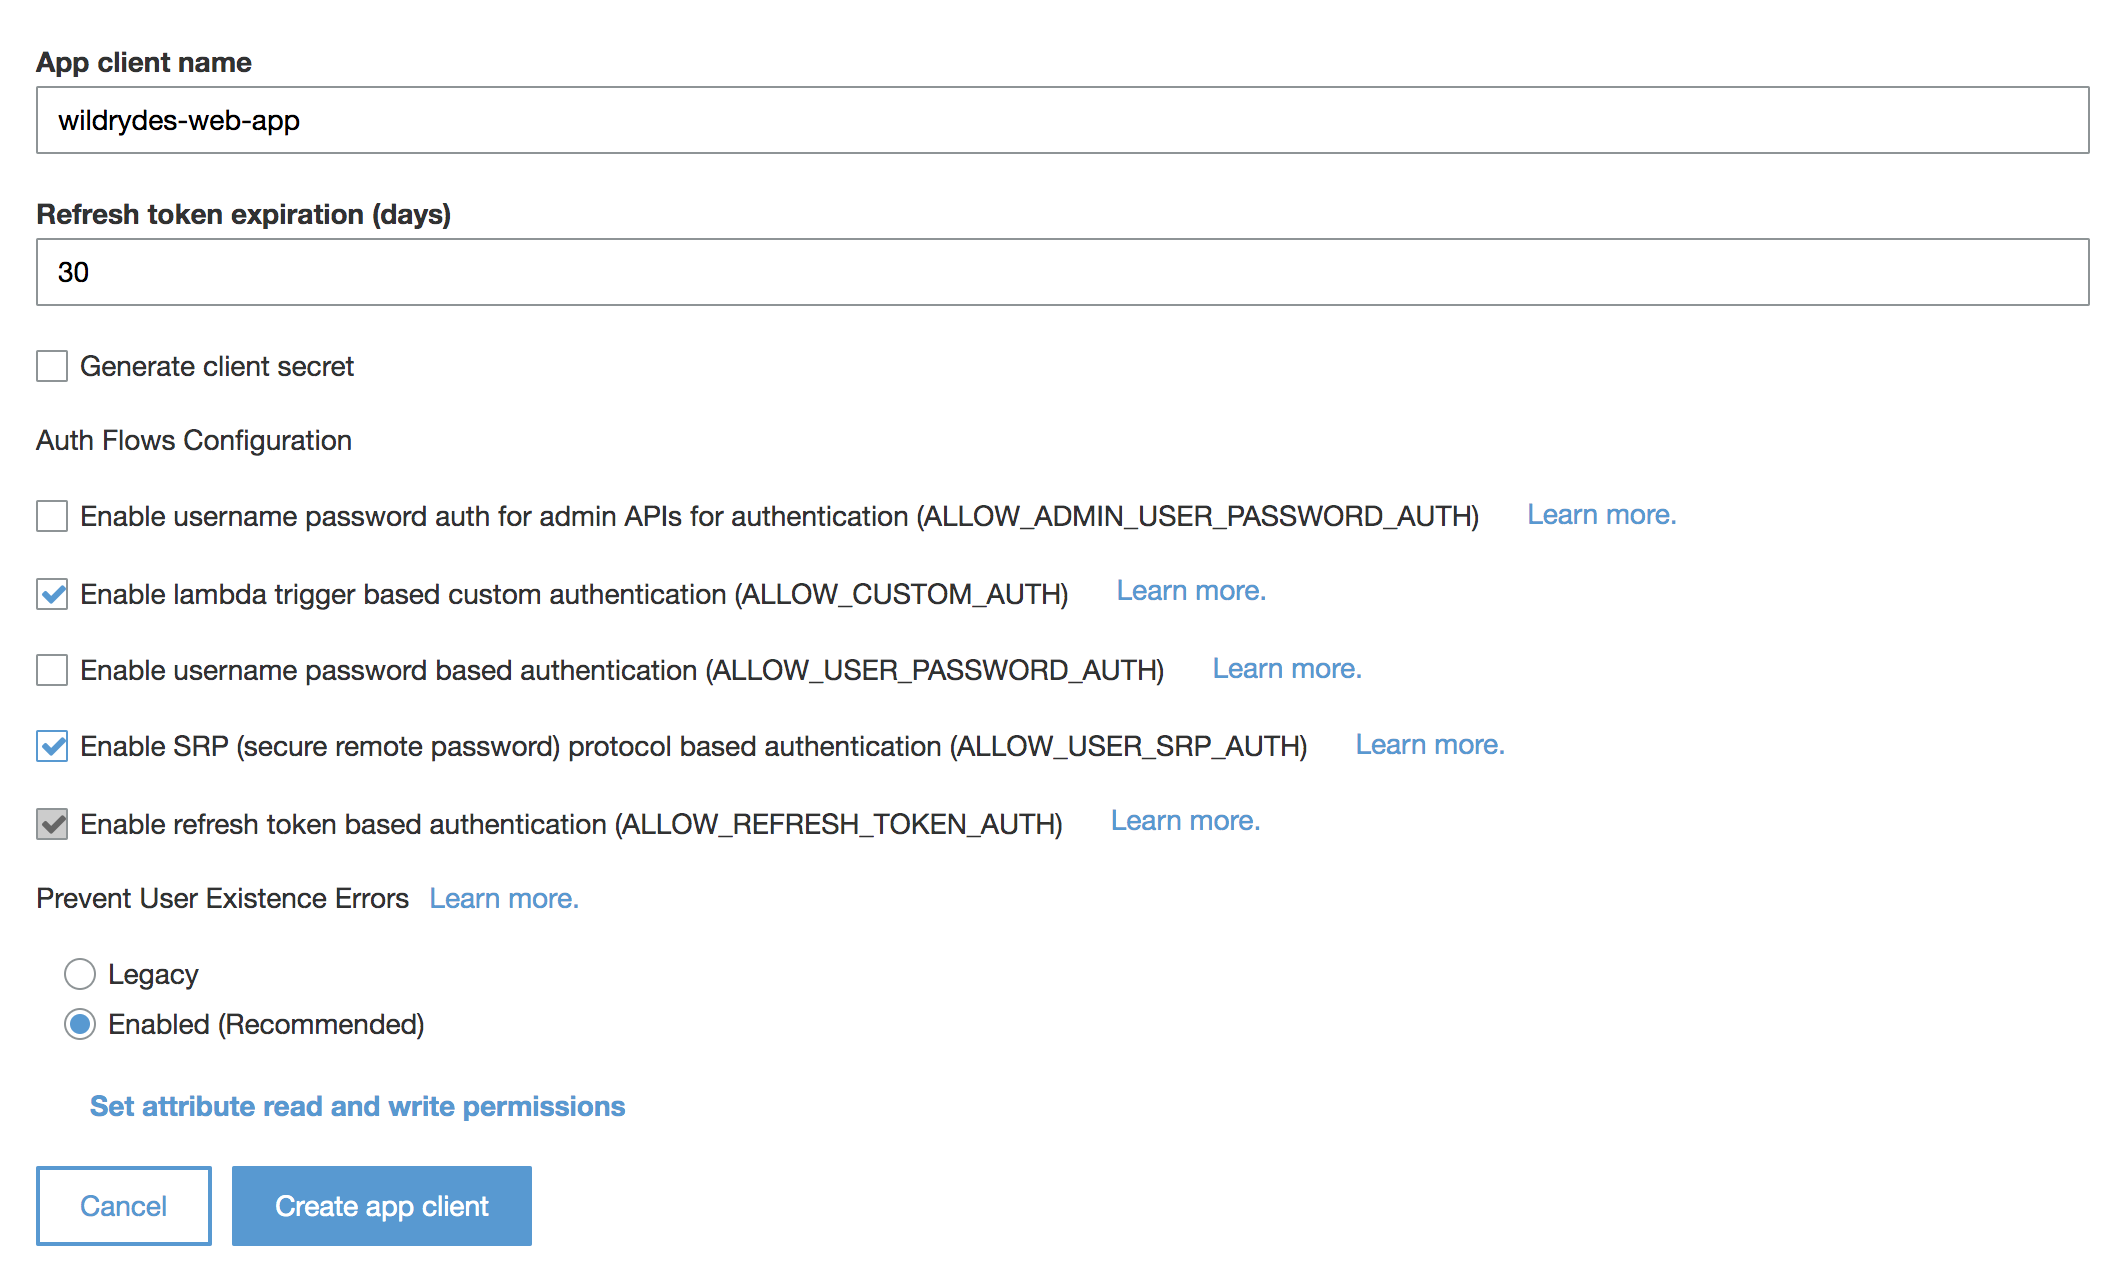 App client name
wildrydes-web-app
Refresh token expiration (days)
30
Generate client secret
Auth Flows Configuration
Enable username password auth for admin APIs for authentication (ALLOW_ADMIN_USER_PASSWORD_AUTH) Learn more.
Enable lambda trigger based custom authentication (ALLOW_CUSTOM_AUTH) Learn more.
Enable username password based authentication (ALLOW_USER_PASSWORD_AUTH) Learn more.
Enable SRP (secure remote password) protocol based authentication (ALLOW_USER_SRP_AUTH) Learn more.
Enable refresh token based authentication (ALLOW_REFRESH_TOKEN_AUTH) Learn more.
Prevent User Existence Errors Learn more.
Legacy
Enabled (Recommended)
Set attribute read and write permissions
Cancel Create app client